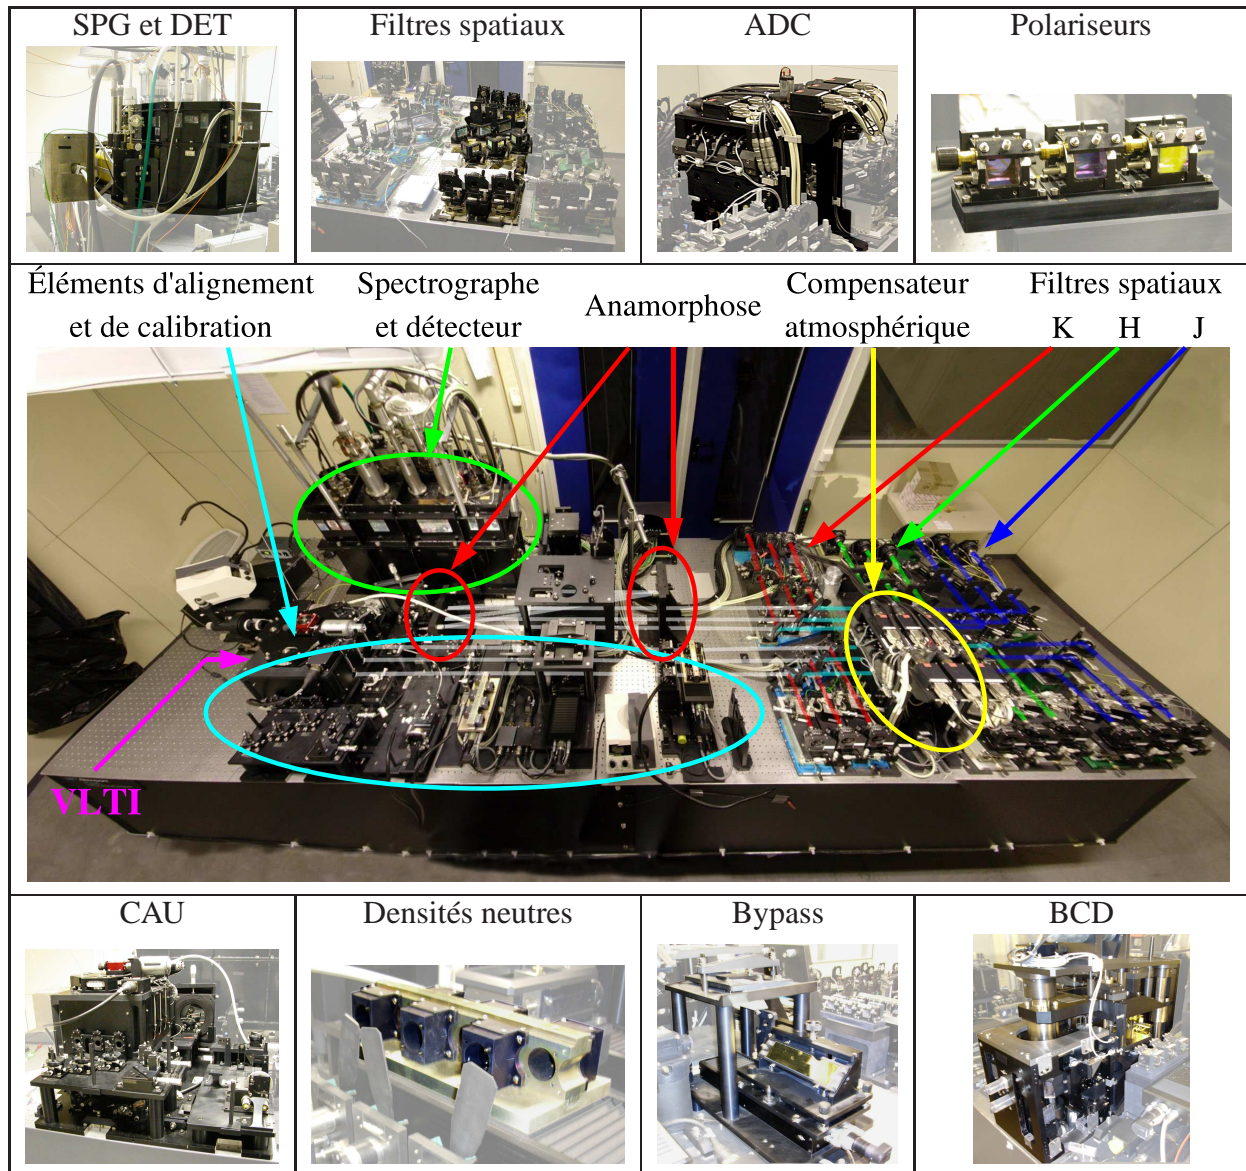 SPG et DET
Filtres spatiaux
ADC
Polariseurs
Éléments d'alignement
et de calibration
Spectrographe
et détecteur
Anamorphose
Compensateur
atmosphérique
Filtres spatiaux
K H J
VLTI
CAU
Densités neutres
Bypass
BCD